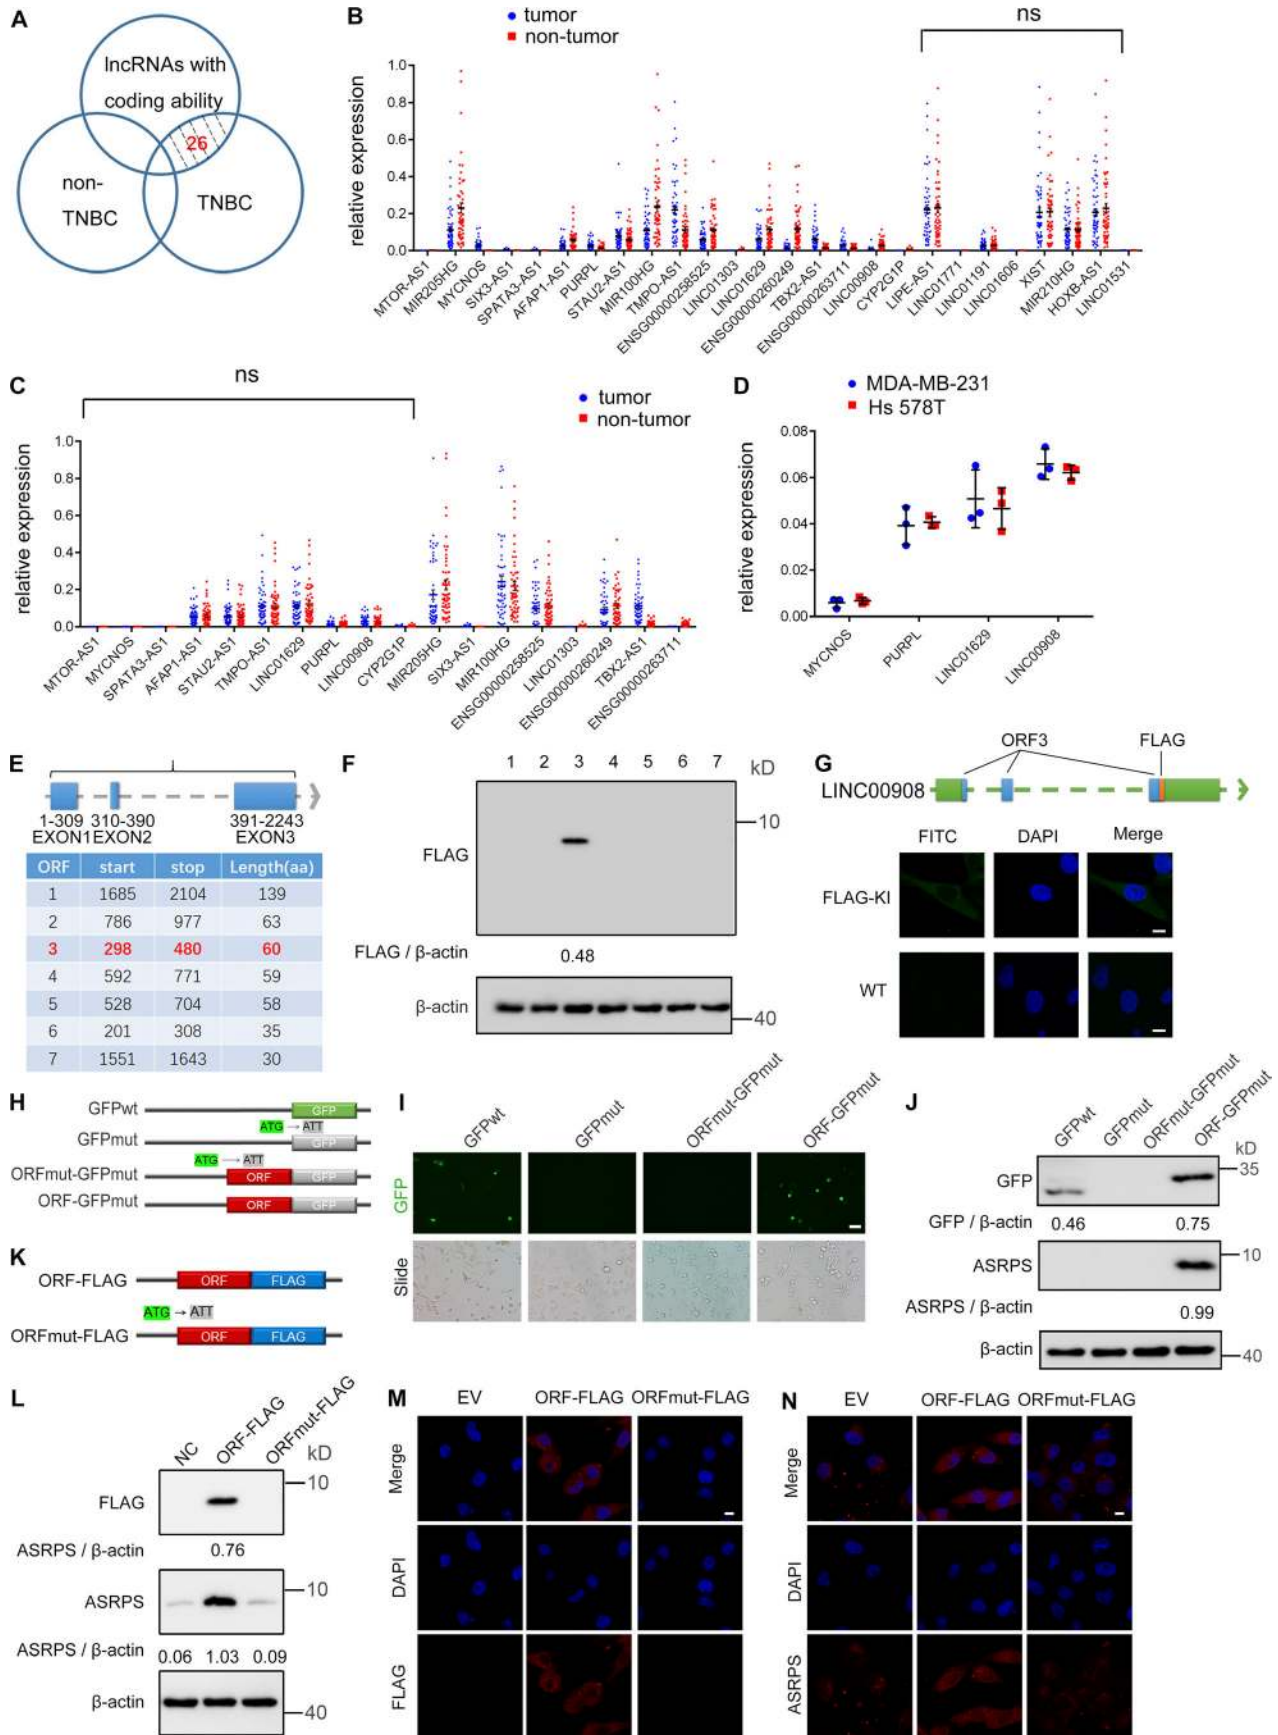 A
lncRNAs with
coding ability
26
non-
TNBC
TNBC
B
tumor
non-tumor
ns
relative expression
1.0
0.8
0.6
0.4
0.2
0.0
MTOR-AS1
MIR205HG
MYCNOS
SIX3-AS1
SPATA3-AS1
AFAP1-AS1
PURPL
STAU2-AS1
MIR100HG
TMPO-AS1
ENSG00000258525
LINC01303
LINC01629
ENSG00000260249
TBX2-AS1
ENSG00000263711
LINC00908
CYP2G1P
LIPE-AS1
LINC01771
LINC01191
LINC01606
XIST
MIR210HG
HOXB-AS1
LINC01531
C
ns
tumor
non-tumor
relative expression
1.0
0.8
0.6
0.4
0.2
0.0
MTOR-AS1
MYCNOS
SPATA3-AS1
AFAP1-AS1
STAU2-AS1
TMPO-AS1
LINC01629
PURPL
LINC00908
CYP2G1P
MIR205HG
SIX3-AS1
MIR100HG
ENSG00000258525
LINC01303
ENSG00000260249
TBX2-AS1
ENSG00000263711
D
MDA-MB-231
Hs 578T
relative expression
0.08
0.06
0.04
0.02
0.00
MYCNOS
PURPL
LINC01629
LINC00908
E
1-309 310-390 391-2243
EXON1 EXON2 EXON3
ORF start stop Length(aa)
1 1685 2104 139
2 786 977 63
3 298 480 60
4 592 771 59
5 528 704 58
6 201 308 35
7 1551 1643 30
F
1 2 3 4 5 6 7 kD
10
FLAG
FLAG / β-actin 0.48
β-actin
40
G
ORF3 FLAG
LINC00908
FITC DAPI Merge
FLAG-KI
WT
H
GFPwt GFP
ATG → ATT
GFPmut GFP
ATG → ATT
ORFmut-GFPmut ORF GFP
ORF-GFPmut ORF GFP
I
GFPwt
GFPmut
ORFmut-GFPmut
ORF-GFPmut
GFP
Slide
J
GFPwt
GFPmut
ORFmut-GFPmut
ORF-GFPmut
kD
35
GFP
GFP / β-actin 0.46 0.75
10
ASRPS
ASRPS / β-actin 0.99
β-actin
40
K
ORF-FLAG ORF FLAG
ATG → ATT
ORFmut-FLAG ORF FLAG
L
NC
ORF-FLAG
ORFmut-FLAG
kD
10
FLAG
ASRPS / β-actin 0.76
10
ASRPS
ASRPS / β-actin 0.06 1.03 0.09
β-actin
40
M
EV ORF-FLAG ORFmut-FLAG
Merge
DAPI
FLAG
N
EV ORF-FLAG ORFmut-FLAG
Merge
DAPI
ASRPS